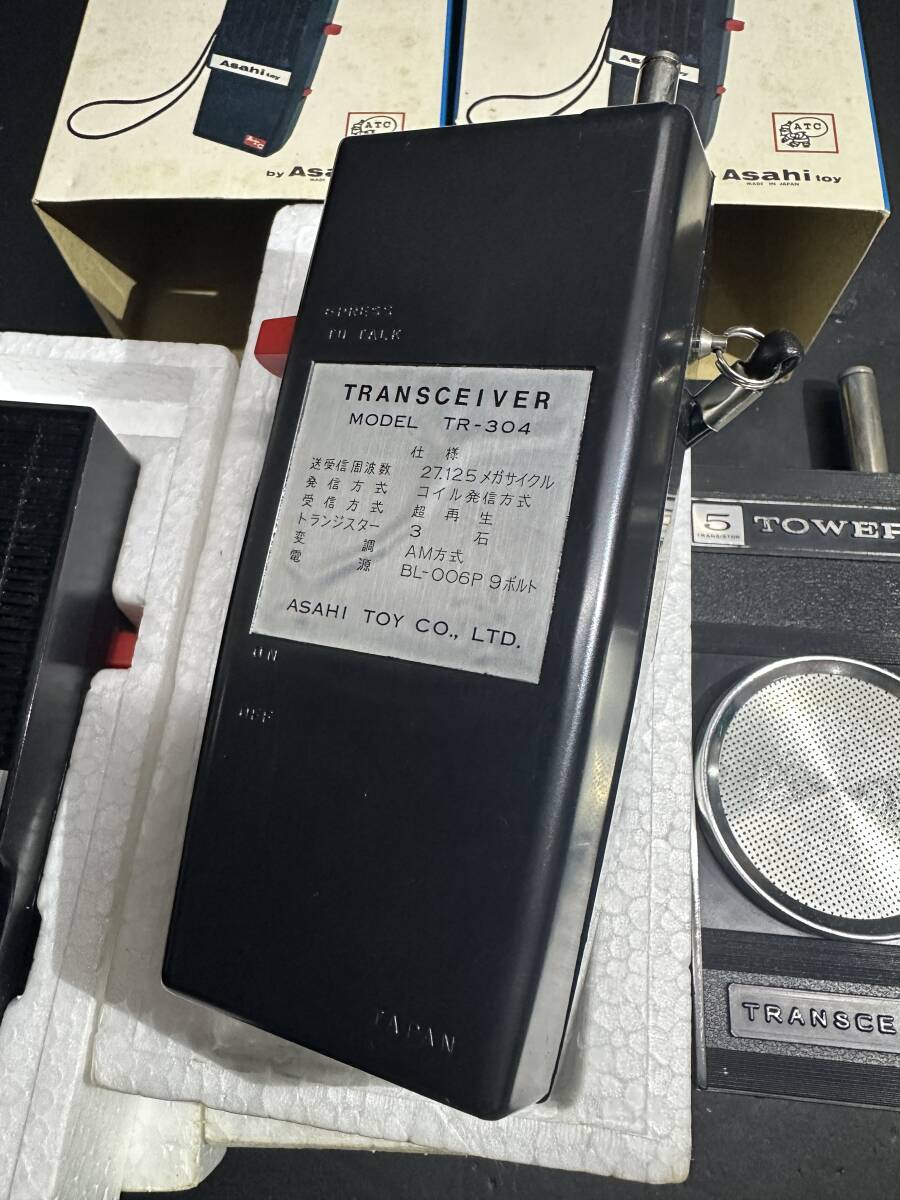 Asahi toy
ATC
ATC
by Asahi
MADE IN
Asahi toy
ATC
Asahi toy
MADE IN JAPAN
PRESS
TO TALK
TRANSCEIVER
MODEL TR-304
仕様
送受信周波数 27.125メガサイクル
発信方式 コイル発信方式
受信方式 超再生
トランジスター 3石
変調 AM方式
電源 BL-006P 9ボルト
ASAHI TOY CO., LTD.
ON
OFF
JAPAN
5 TOWER
TRANSISTOR
TRANSCE